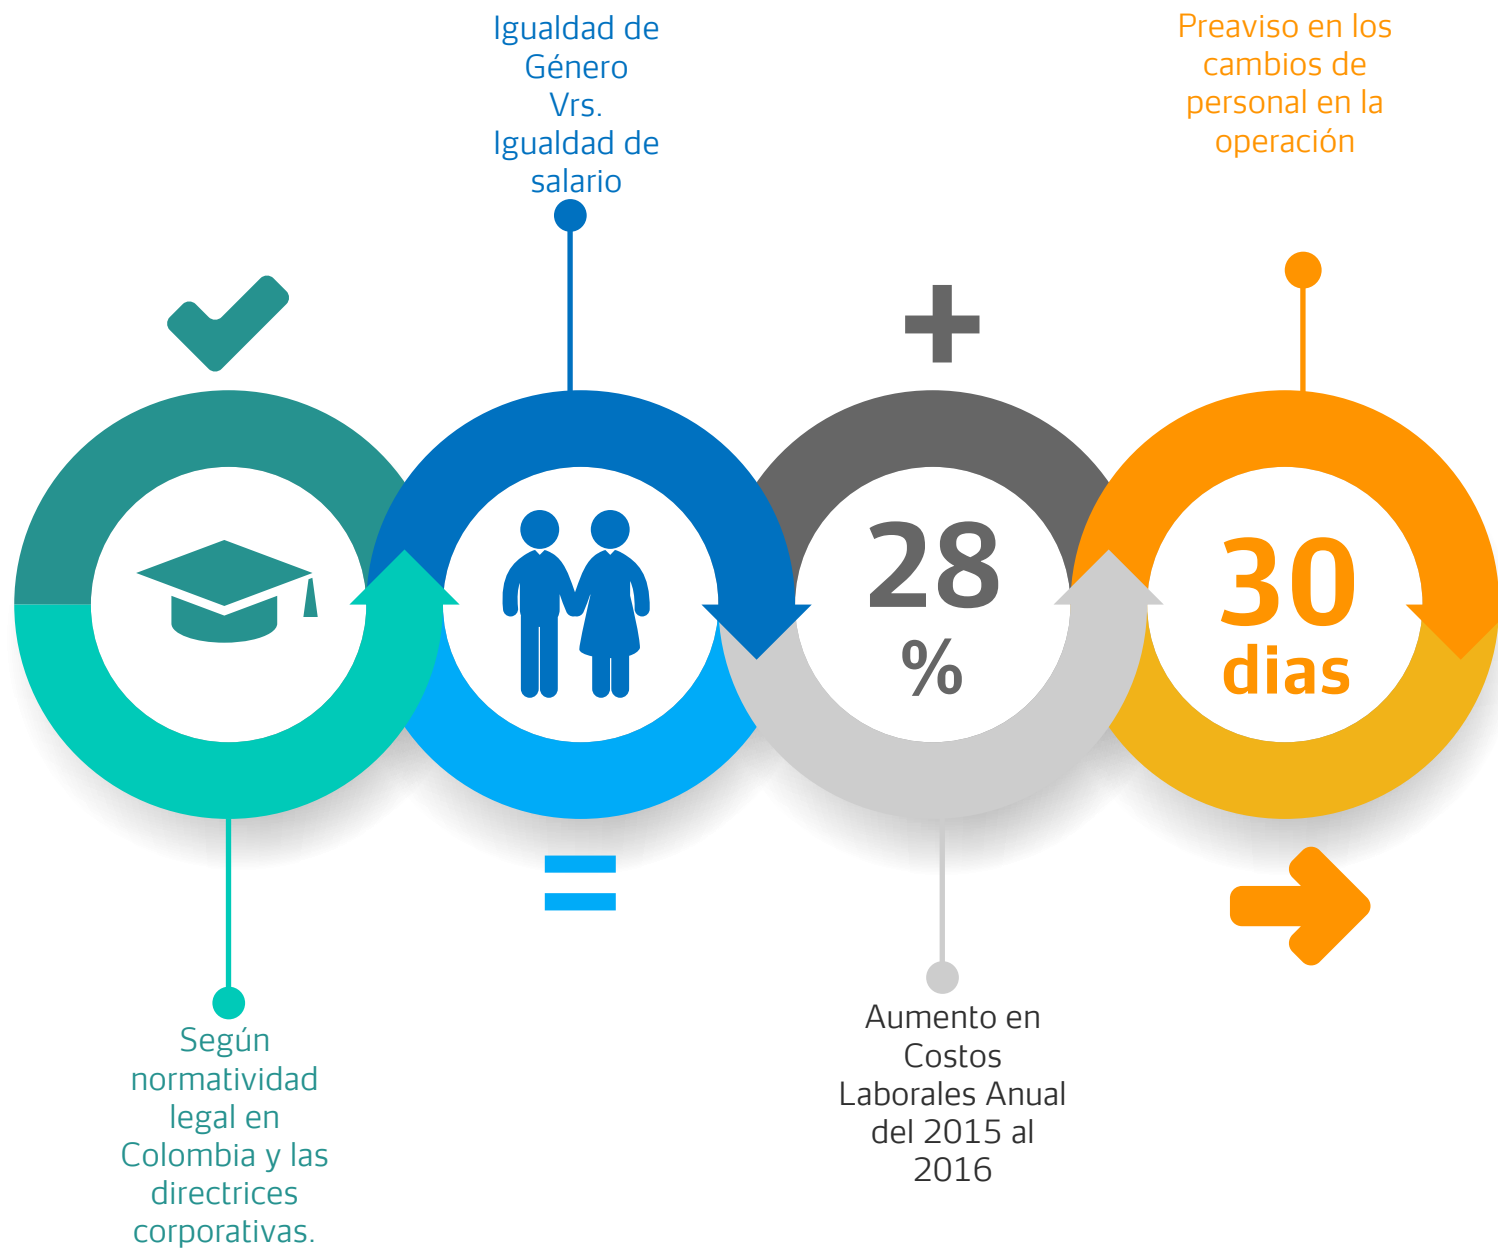 Igualdad de
Género
Vrs.
Igualdad de
salario
Preaviso en los
cambios de
personal en la
operación
+
28
%
30
dias
=
Según
normatividad
legal en
Colombia y las
directrices
corporativas.
Aumento en
Costos
Laborales Anual
del 2015 al
2016